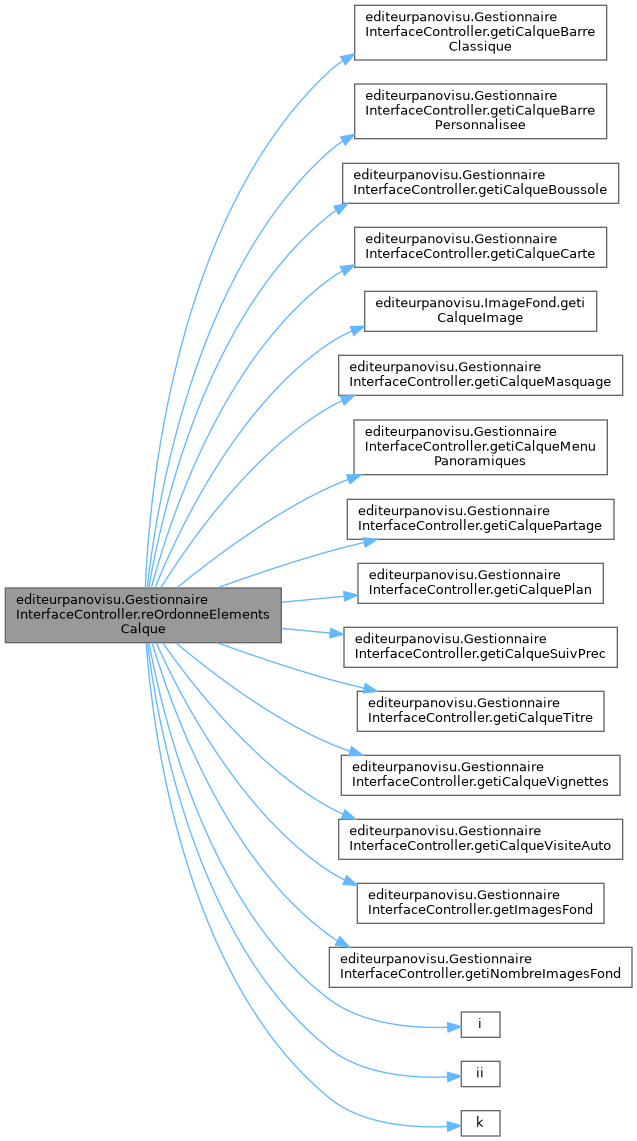 editeurpanovisu.Gestionnaire
InterfaceController.getiCalqueBarre
Classique
editeurpanovisu.Gestionnaire
InterfaceController.getiCalqueBarre
Personnalisee
editeurpanovisu.Gestionnaire
InterfaceController.getiCalqueBoussole
editeurpanovisu.Gestionnaire
InterfaceController.getiCalqueCarte
editeurpanovisu.ImageFond.geti
CalqueImage
editeurpanovisu.Gestionnaire
InterfaceController.getiCalqueMasquage
editeurpanovisu.Gestionnaire
InterfaceController.getiCalqueMenu
Panoramiques
editeurpanovisu.Gestionnaire
InterfaceController.getiCalquePartage
editeurpanovisu.Gestionnaire
InterfaceController.getiCalquePlan
editeurpanovisu.Gestionnaire
InterfaceController.reOrdonneElements
Calque
editeurpanovisu.Gestionnaire
InterfaceController.getiCalqueSuivPrec
editeurpanovisu.Gestionnaire
InterfaceController.getiCalqueTitre
editeurpanovisu.Gestionnaire
InterfaceController.getiCalqueVignettes
editeurpanovisu.Gestionnaire
InterfaceController.getiCalqueVisiteAuto
editeurpanovisu.Gestionnaire
InterfaceController.getImagesFond
editeurpanovisu.Gestionnaire
InterfaceController.getiNombreImagesFond
i
ii
k